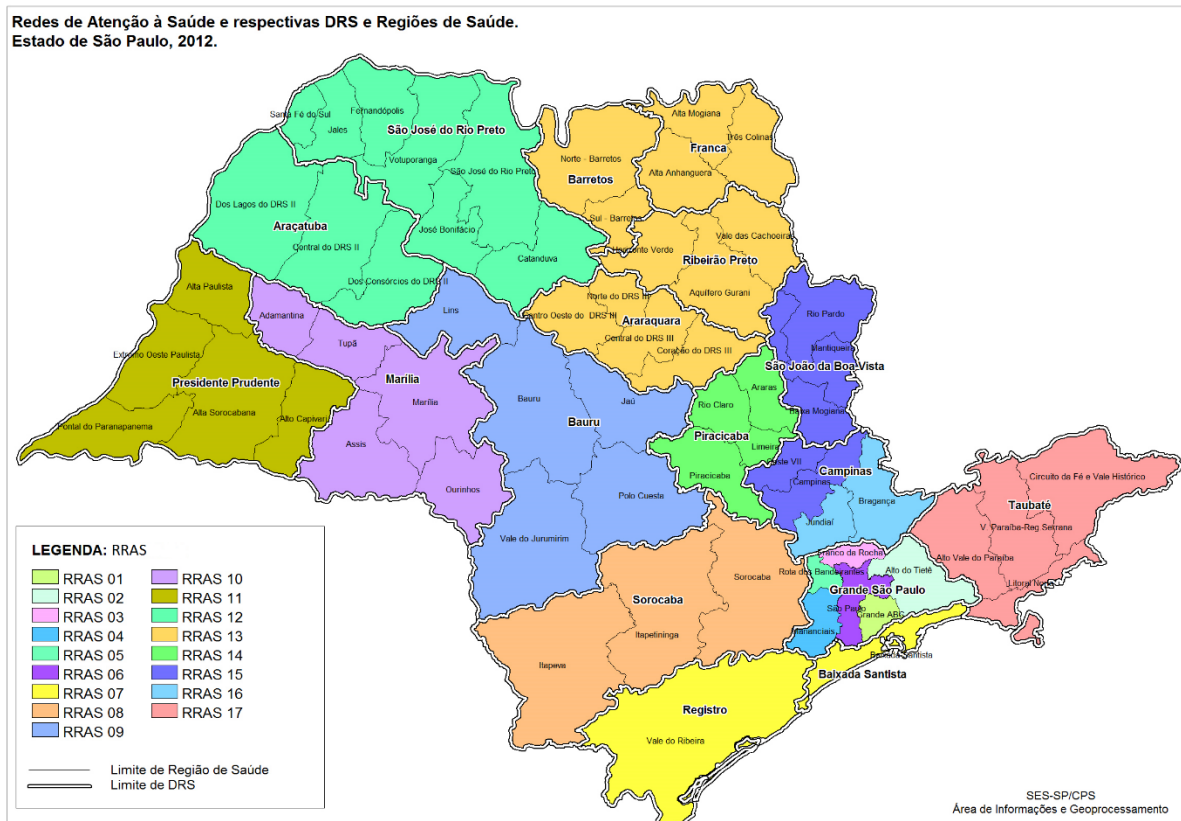 Redes de Atenção à Saúde e respectivas DRS e Regiões de Saúde.
Estado de São Paulo, 2012.
Santa Fé do Sul
Fernandópolis
Jales
São José do Rio Preto
Votuporanga
São José do Rio Preto
José Bonifácio
Catanduva
Dos Lagos do DRS II
Araçatuba
Central do DRS II
Dos Consórcios do DRS II
Norte - Barretos
Barretos
Sul - Barretos
Alta Mogiana
Três Colinas
Franca
Alta Anhanguera
Horizonte Verde
Vale das Cachoeiras
Ribeirão Preto
Aquífero Gurani
Norte do DRS III
Centro Oeste do DRS III
Araraquara
Central do DRS III
Coração do DRS III
Alta Paulista
Extremo Oeste Paulista
Presidente Prudente
Alta Sorocabana
Alto Capivari
Pontal do Paranapanema
Adamantina
Tupã
Marília
Marília
Assis
Ourinhos
Lins
Bauru
Jaú
Bauru
Polo Cuesta
Vale do Jurumirim
Rio Pardo
Mantiqueira
São João da Boa Vista
Baixa Mogiana
Araras
Rio Claro
Piracicaba
Limeira
Piracicaba
Oeste VII
Campinas
Campinas
Bragança
Jundiaí
Circuito da Fé e Vale Histórico
Taubaté
V. Paraíba-Reg Serrana
Alto Vale do Paraíba
Litoral Norte
Franco da Rocha
Rota dos Bandeirantes
Alto do Tietê
Grande São Paulo
São Paulo
Grande ABC
Mananciais
Baixada Santista
Baixada Santista
Sorocaba
Sorocaba
Itapetininga
Itapeva
Registro
Vale do Ribeira
LEGENDA: RRAS
RRAS 01
RRAS 02
RRAS 03
RRAS 04
RRAS 05
RRAS 06
RRAS 07
RRAS 08
RRAS 09
RRAS 10
RRAS 11
RRAS 12
RRAS 13
RRAS 14
RRAS 15
RRAS 16
RRAS 17
Limite de Região de Saúde
Limite de DRS
SES-SP/CPS
Área de Informações e Geoprocessamento